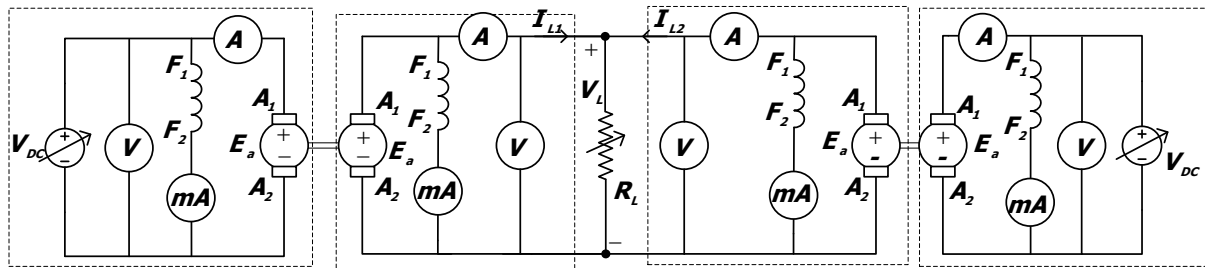 V_DC
+
−
V
F₁
F₂
mA
A
A₁
+
−
E_a
A₂
A₁
+
−
E_a
A₂
F₁
F₂
mA
A
V
I_L1
+
V_L
R_L
−
I_L2
V
A
F₁
F₂
mA
A₁
+
-
E_a
A₂
A₁
+
-
E_a
A₂
A
F₁
F₂
mA
V
+
−
V_DC